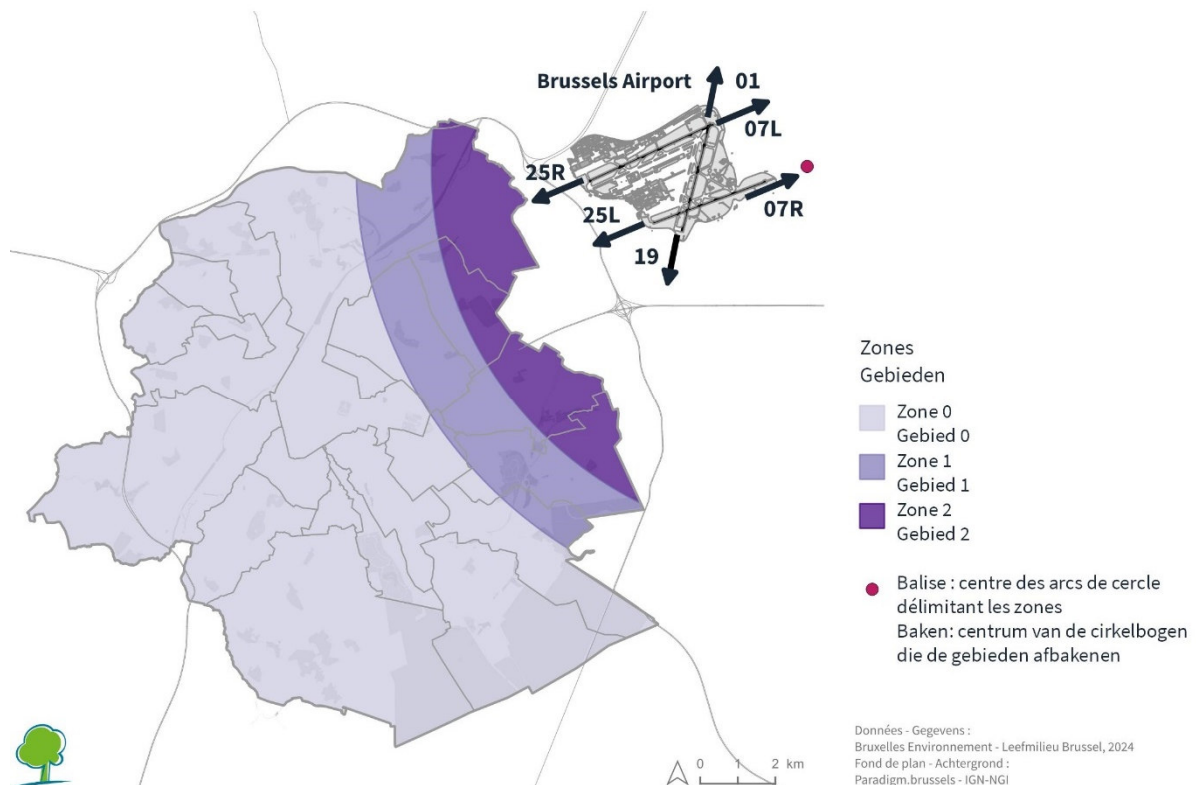 Brussels Airport
01
07L
25R
25L
07R
19
Zones
Gebieden
Zone 0
Gebied 0
Zone 1
Gebied 1
Zone 2
Gebied 2
Balise : centre des arcs de cercle
délimitant les zones
Baken: centrum van de cirkelbogen
die de gebieden afbakenen
Données - Gegevens :
Bruxelles Environnement - Leefmilieu Brussel, 2024
Fond de plan - Achtergrond :
Paradigm.brussels - IGN-NGI
0 1 2 km